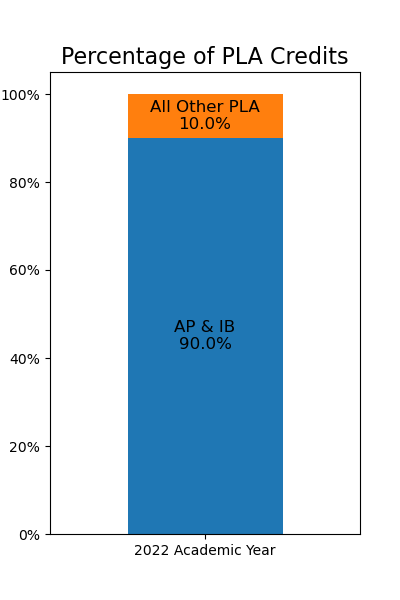 Percentage of PLA Credits
100%
All Other PLA
10.0%
80%
60%
AP & IB
90.0%
40%
20%
0%
2022 Academic Year